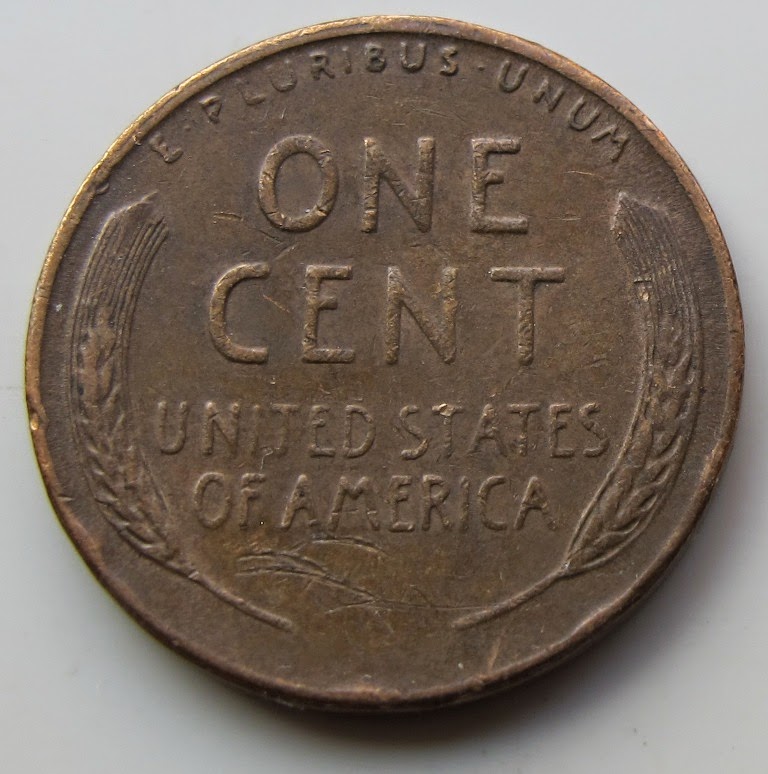 E · PLURIBUS · UNUM
ONE
CENT
UNITED STATES
OF AMERICA